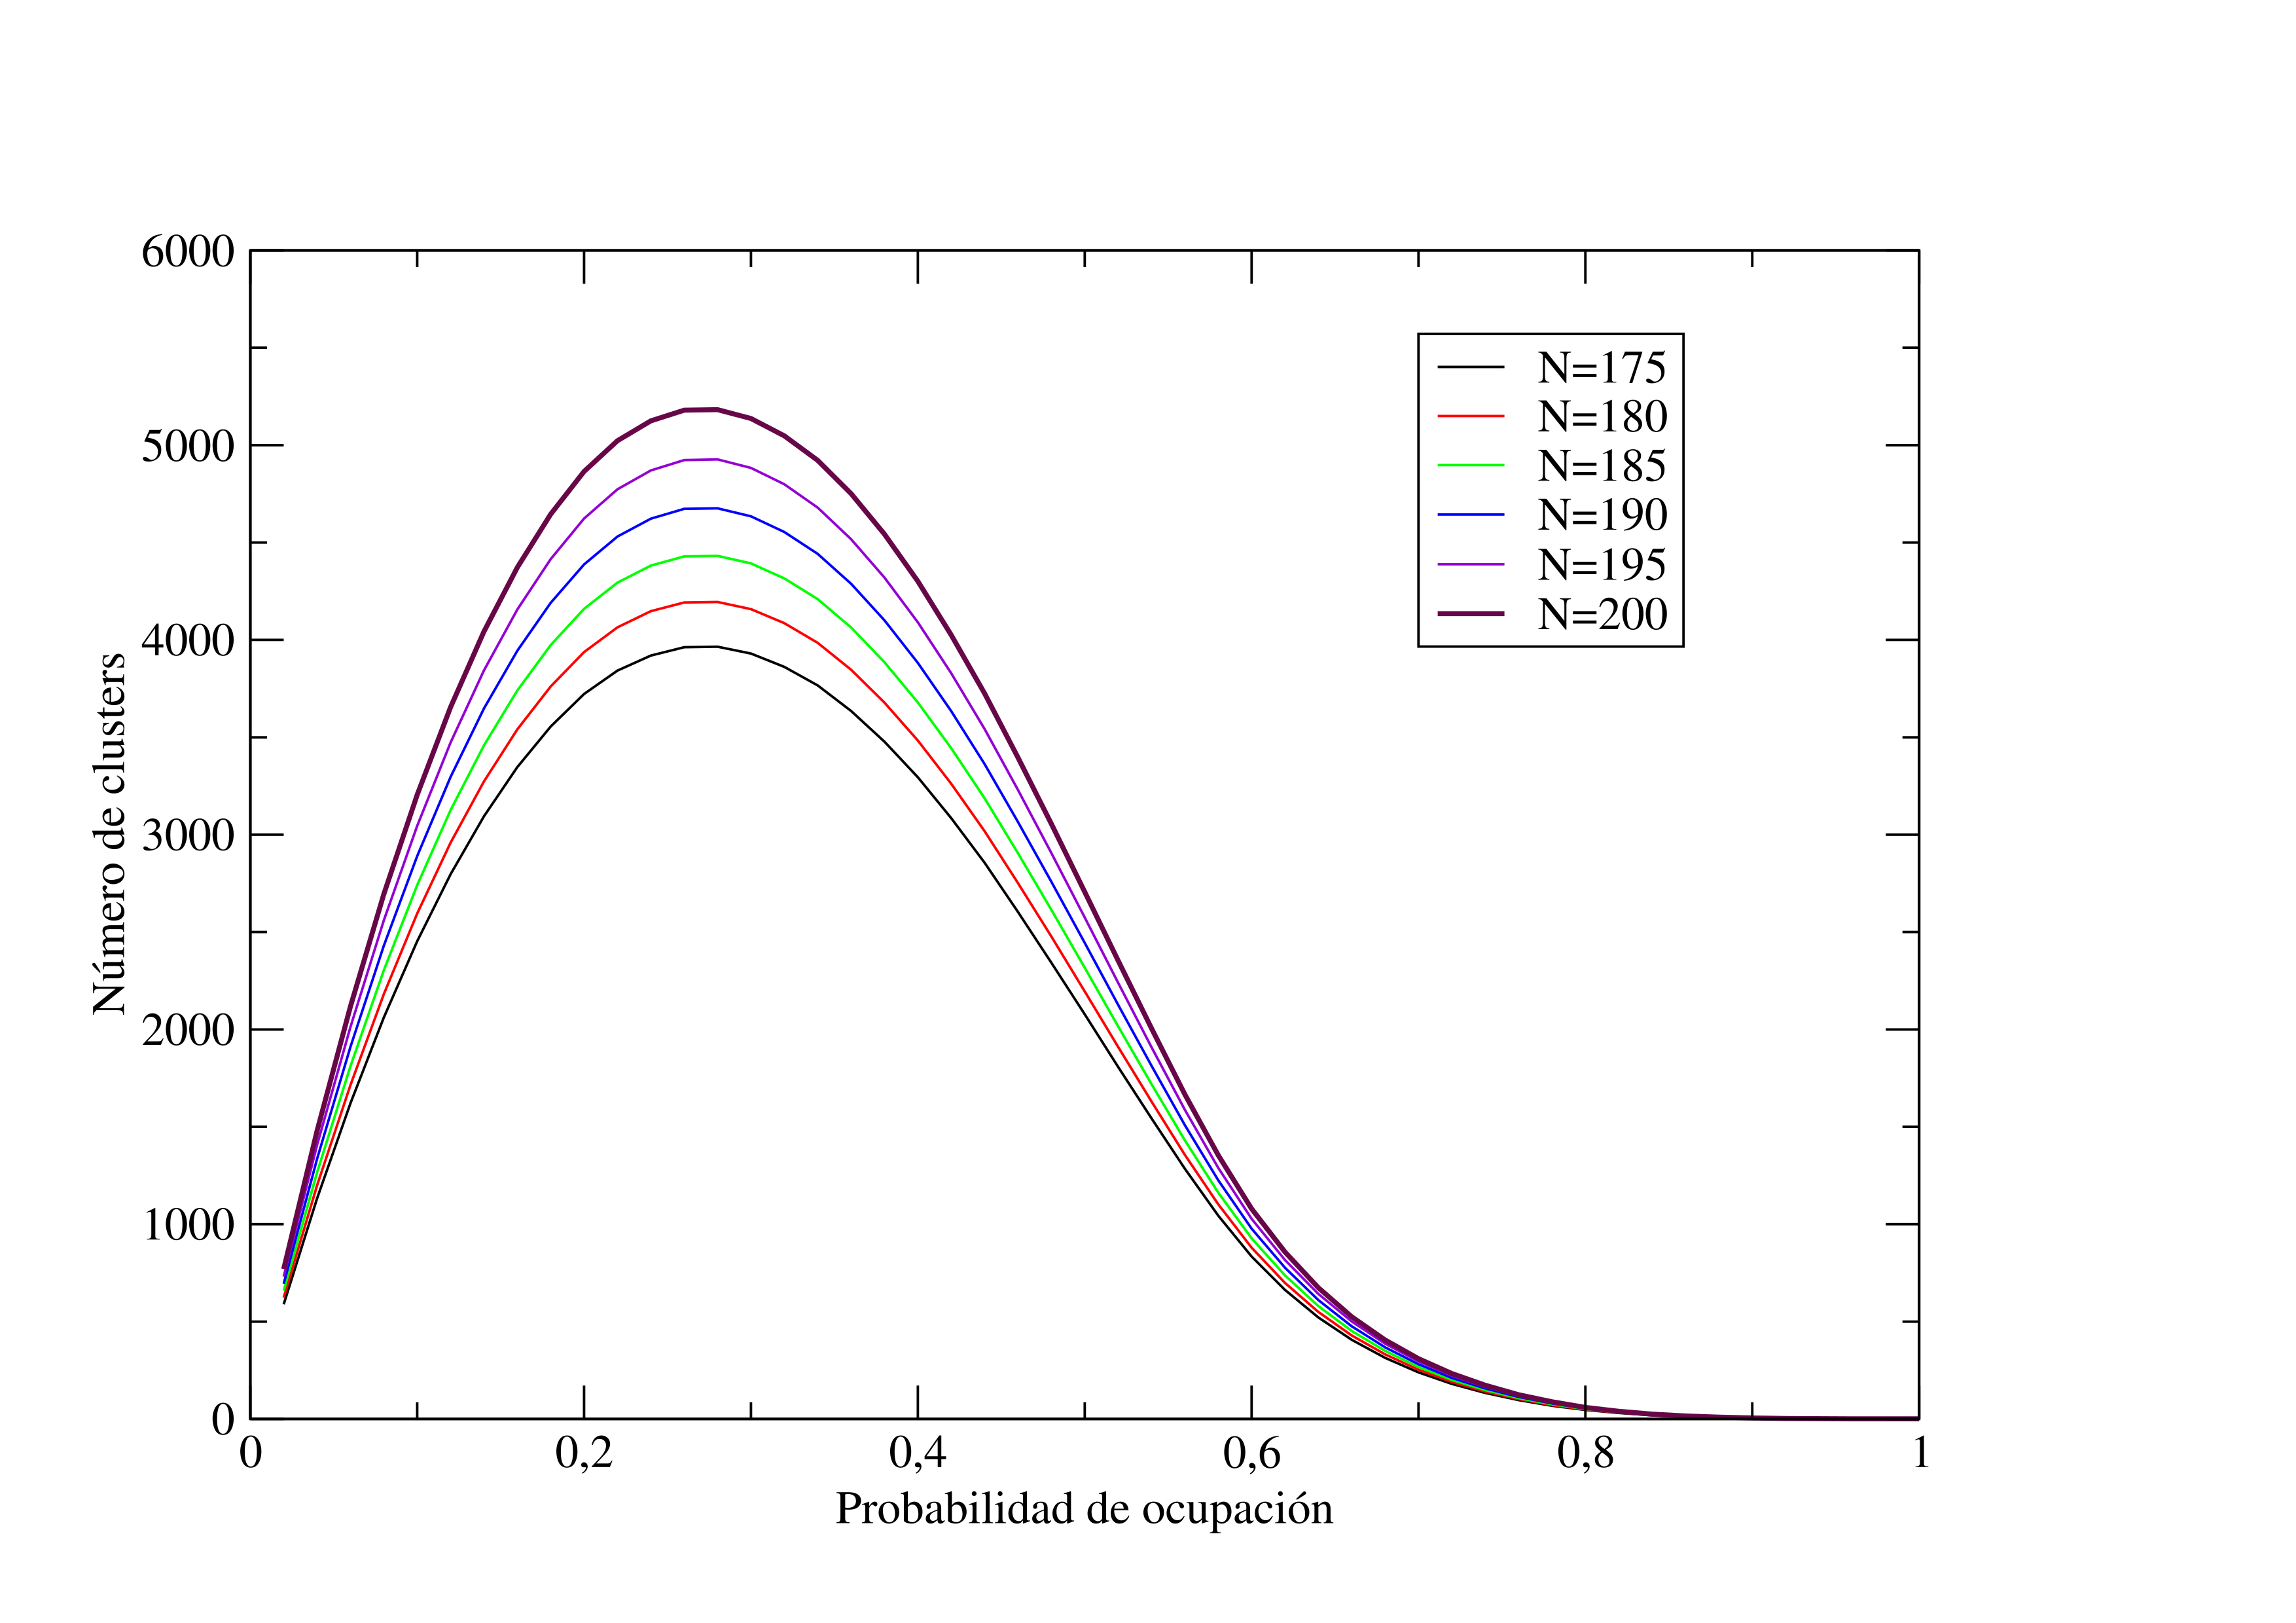 6000
5000
4000
3000
2000
1000
0
Número de clusters
N=175
N=180
N=185
N=190
N=195
N=200
0 0,2 0,4 0,6 0,8 1
Probabilidad de ocupación